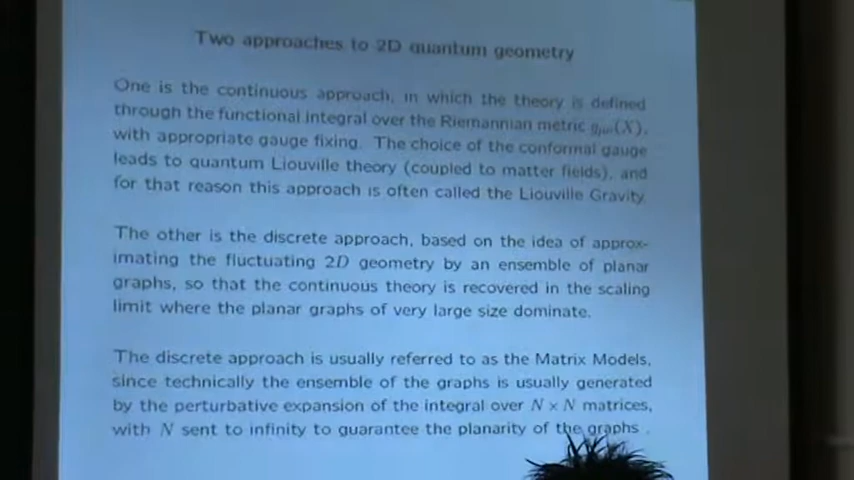 Two approaches to 2D quantum geometry
One is the continuous approach, in which the theory is defined
through the functional integral over the Riemannian metric g_{μν}(X),
with appropriate gauge fixing. The choice of the conformal gauge
leads to quantum Liouville theory (coupled to matter fields), and
for that reason this approach is often called the Liouville Gravity.
The other is the discrete approach, based on the idea of approx-
imating the fluctuating 2D geometry by an ensemble of planar
graphs, so that the continuous theory is recovered in the scaling
limit where the planar graphs of very large size dominate.
The discrete approach is usually referred to as the Matrix Models,
since technically the ensemble of the graphs is usually generated
by the perturbative expansion of the integral over N × N matrices,
with N sent to infinity to guarantee the planarity of the graphs .